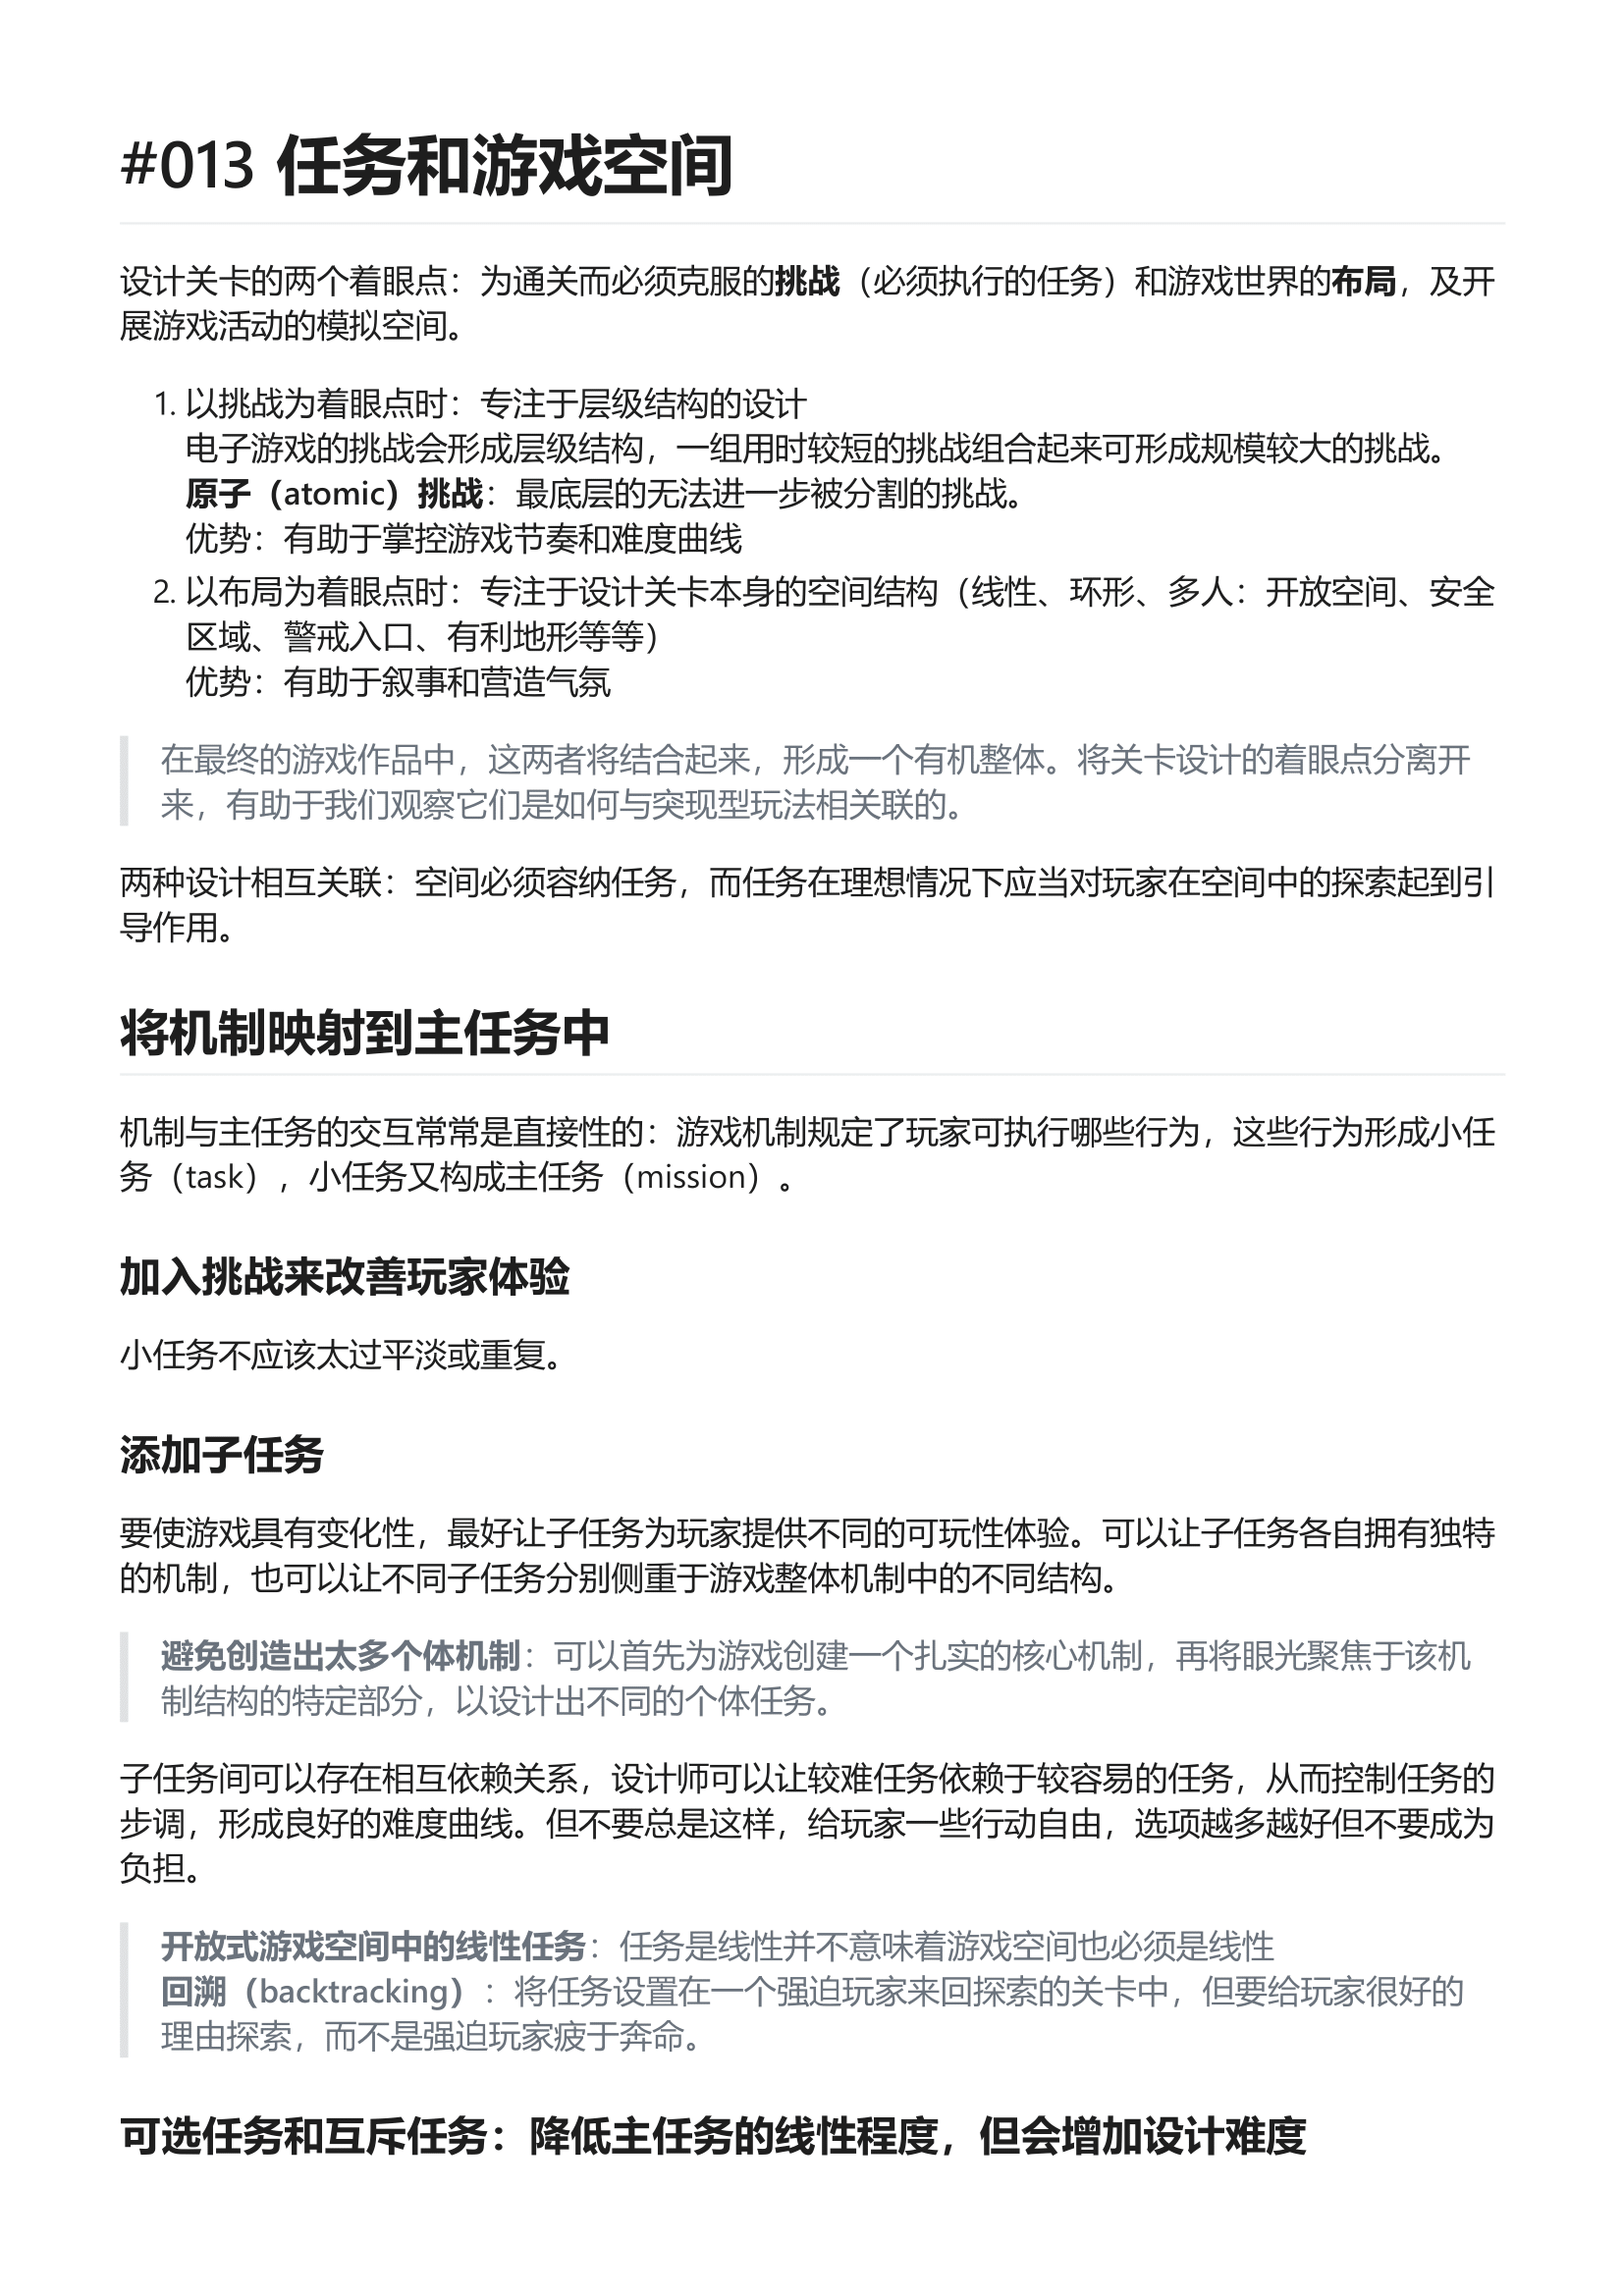 #013 任务和游戏空间
设计关卡的两个着眼点：为通关而必须克服的挑战（必须执行的任务）和游戏世界的布局，及开
展游戏活动的模拟空间。
1. 以挑战为着眼点时：专注于层级结构的设计
电子游戏的挑战会形成层级结构，一组用时较短的挑战组合起来可形成规模较大的挑战。
原子（atomic）挑战：最底层的无法进一步被分割的挑战。
优势：有助于掌控游戏节奏和难度曲线
2. 以布局为着眼点时：专注于设计关卡本身的空间结构（线性、环形、多人：开放空间、安全
区域、警戒入口、有利地形等等）
优势：有助于叙事和营造气氛
在最终的游戏作品中，这两者将结合起来，形成一个有机整体。将关卡设计的着眼点分离开
来，有助于我们观察它们是如何与突现型玩法相关联的。
两种设计相互关联：空间必须容纳任务，而任务在理想情况下应当对玩家在空间中的探索起到引
导作用。
将机制映射到主任务中
机制与主任务的交互常常是直接性的：游戏机制规定了玩家可执行哪些行为，这些行为形成小任
务（task），小任务又构成主任务（mission）。
加入挑战来改善玩家体验
小任务不应该太过平淡或重复。
添加子任务
要使游戏具有变化性，最好让子任务为玩家提供不同的可玩性体验。可以让子任务各自拥有独特
的机制，也可以让不同子任务分别侧重于游戏整体机制中的不同结构。
避免创造出太多个体机制：可以首先为游戏创建一个扎实的核心机制，再将眼光聚焦于该机
制结构的特定部分，以设计出不同的个体任务。
子任务间可以存在相互依赖关系，设计师可以让较难任务依赖于较容易的任务，从而控制任务的
步调，形成良好的难度曲线。但不要总是这样，给玩家一些行动自由，选项越多越好但不要成为
负担。
开放式游戏空间中的线性任务：任务是线性并不意味着游戏空间也必须是线性
回溯（backtracking）：将任务设置在一个强迫玩家来回探索的关卡中，但要给玩家很好的
理由探索，而不是强迫玩家疲于奔命。
可选任务和互斥任务：降低主任务的线性程度，但会增加设计难度